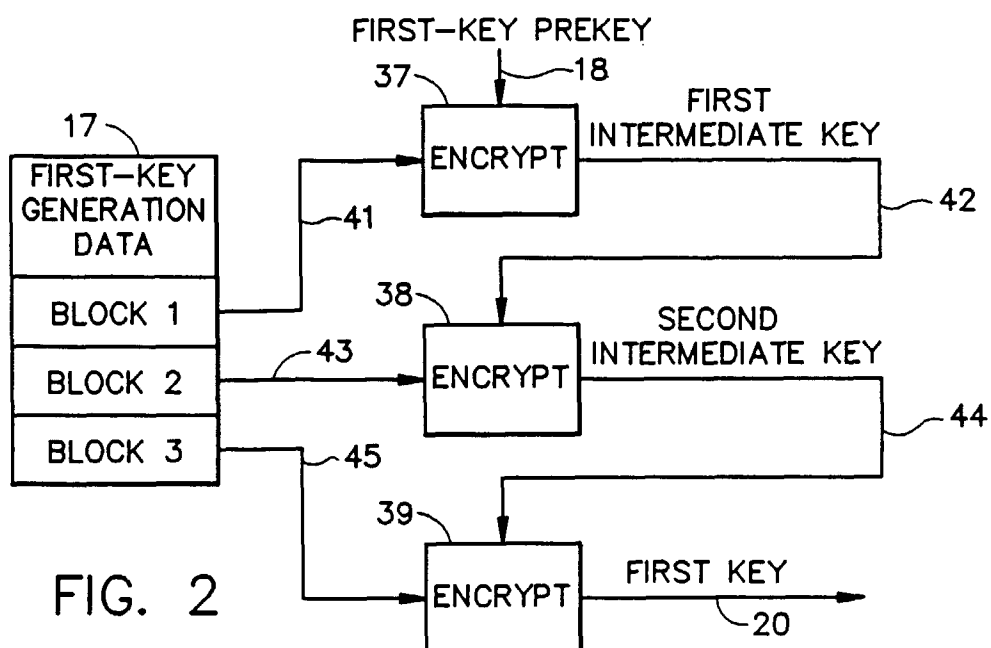 FIRST-KEY PREKEY
18
37
ENCRYPT
FIRST
INTERMEDIATE KEY
42
17
FIRST-KEY
GENERATION
DATA
BLOCK 1
BLOCK 2
BLOCK 3
41
43
45
38
ENCRYPT
SECOND
INTERMEDIATE KEY
44
39
ENCRYPT
FIRST KEY
20
FIG. 2